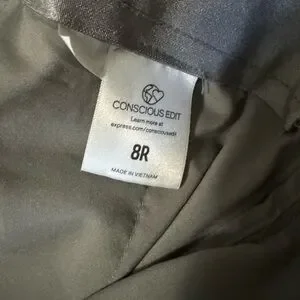 CONSCIOUS EDIT
Learn more at
express.com/consciousedit
8R
MADE IN VIETNAM